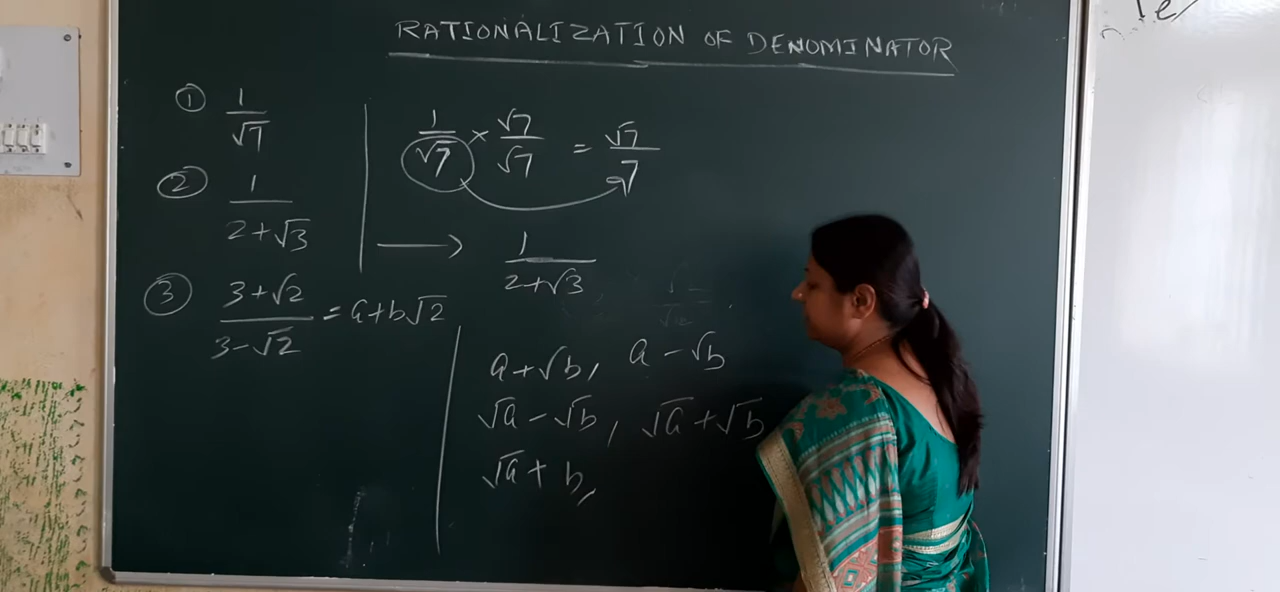 RATIONALIZATION OF DENOMINATOR
① 1/√7
② 1/(2+√3)
③ (3+√2)/(3-√2) = a+b√2
1/√7 × √7/√7 = √7/7
→ 1/(2+√3)
a+√b, a-√b
√a-√b, √a+√b
√a+b,